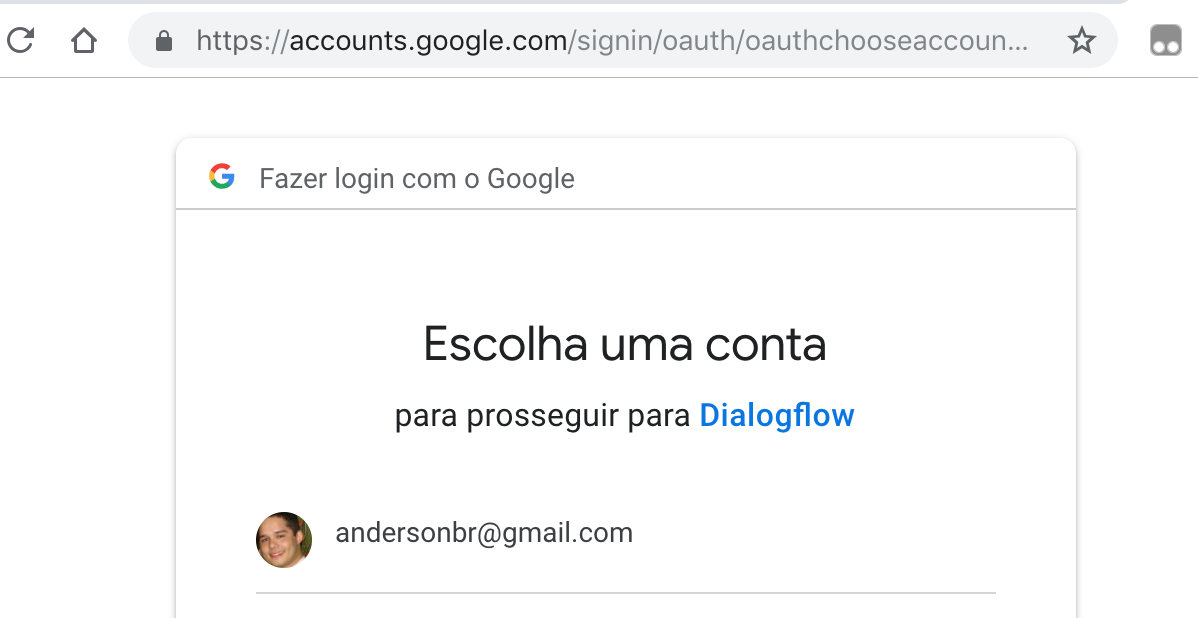 https://accounts.google.com/signin/oauth/oauthchooseaccoun...
Fazer login com o Google
Escolha uma conta
para prosseguir para Dialogflow
andersonbr@gmail.com